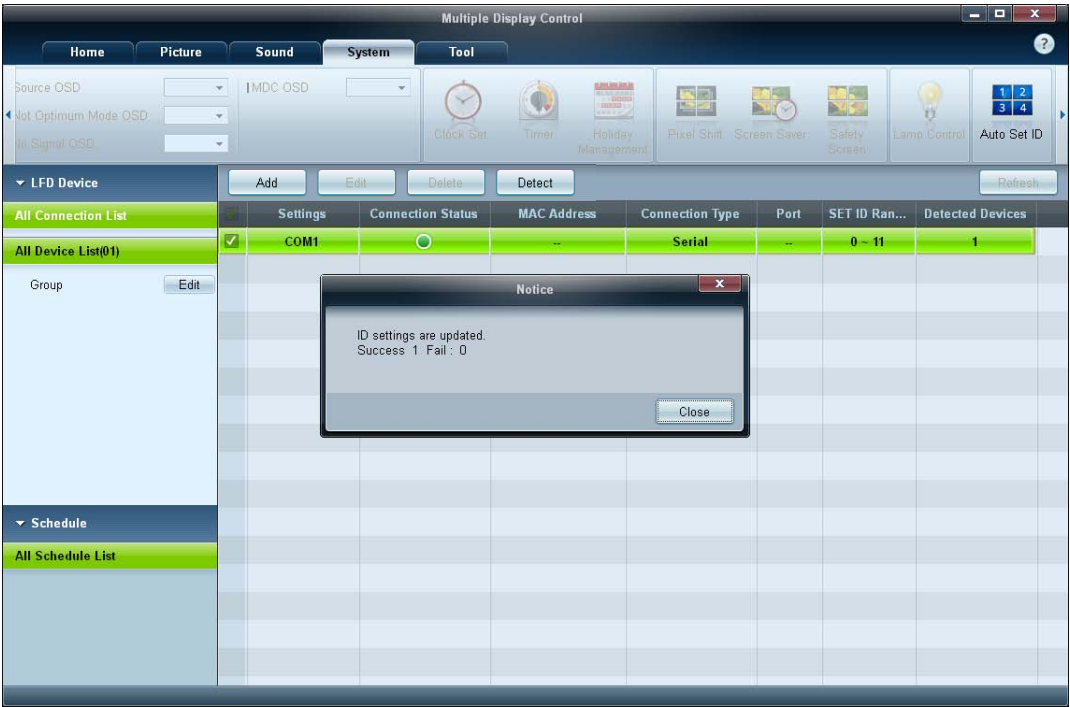 Multiple Display Control
Home Picture Sound System Tool
?
Source OSD
MDC OSD
Not Optimum Mode OSD
No Signal OSD
Clock Set
Timer
Holiday
Management
Pixel Shift
Screen Saver
Safety
Screen
Lamp Control
1 2
3 4
Auto Set ID
LFD Device
Add Edit Delete Detect Refresh
All Connection List
Settings Connection Status MAC Address Connection Type Port SET ID Ran... Detected Devices
COM1 -- Serial -- 0 ~ 11 1
All Device List(01)
Group Edit
Notice
x
ID settings are updated.
Success 1 Fail : 0
Close
Schedule
All Schedule List